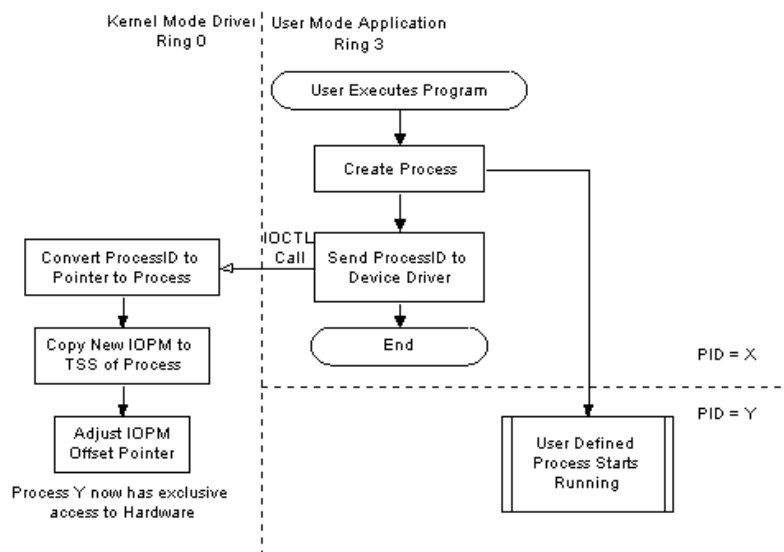 Kernel Mode Driver
Ring 0
User Mode Application
Ring 3
User Executes Program
Create Process
IOCTL
Call
Send ProcessID to
Device Driver
Convert ProcessID to
Pointer to Process
Copy New IOPM to
TSS of Process
End
PID = X
PID = Y
Adjust IOPM
Offset Pointer
User Defined
Process Starts
Running
Process Y now has exclusive
access to Hardware